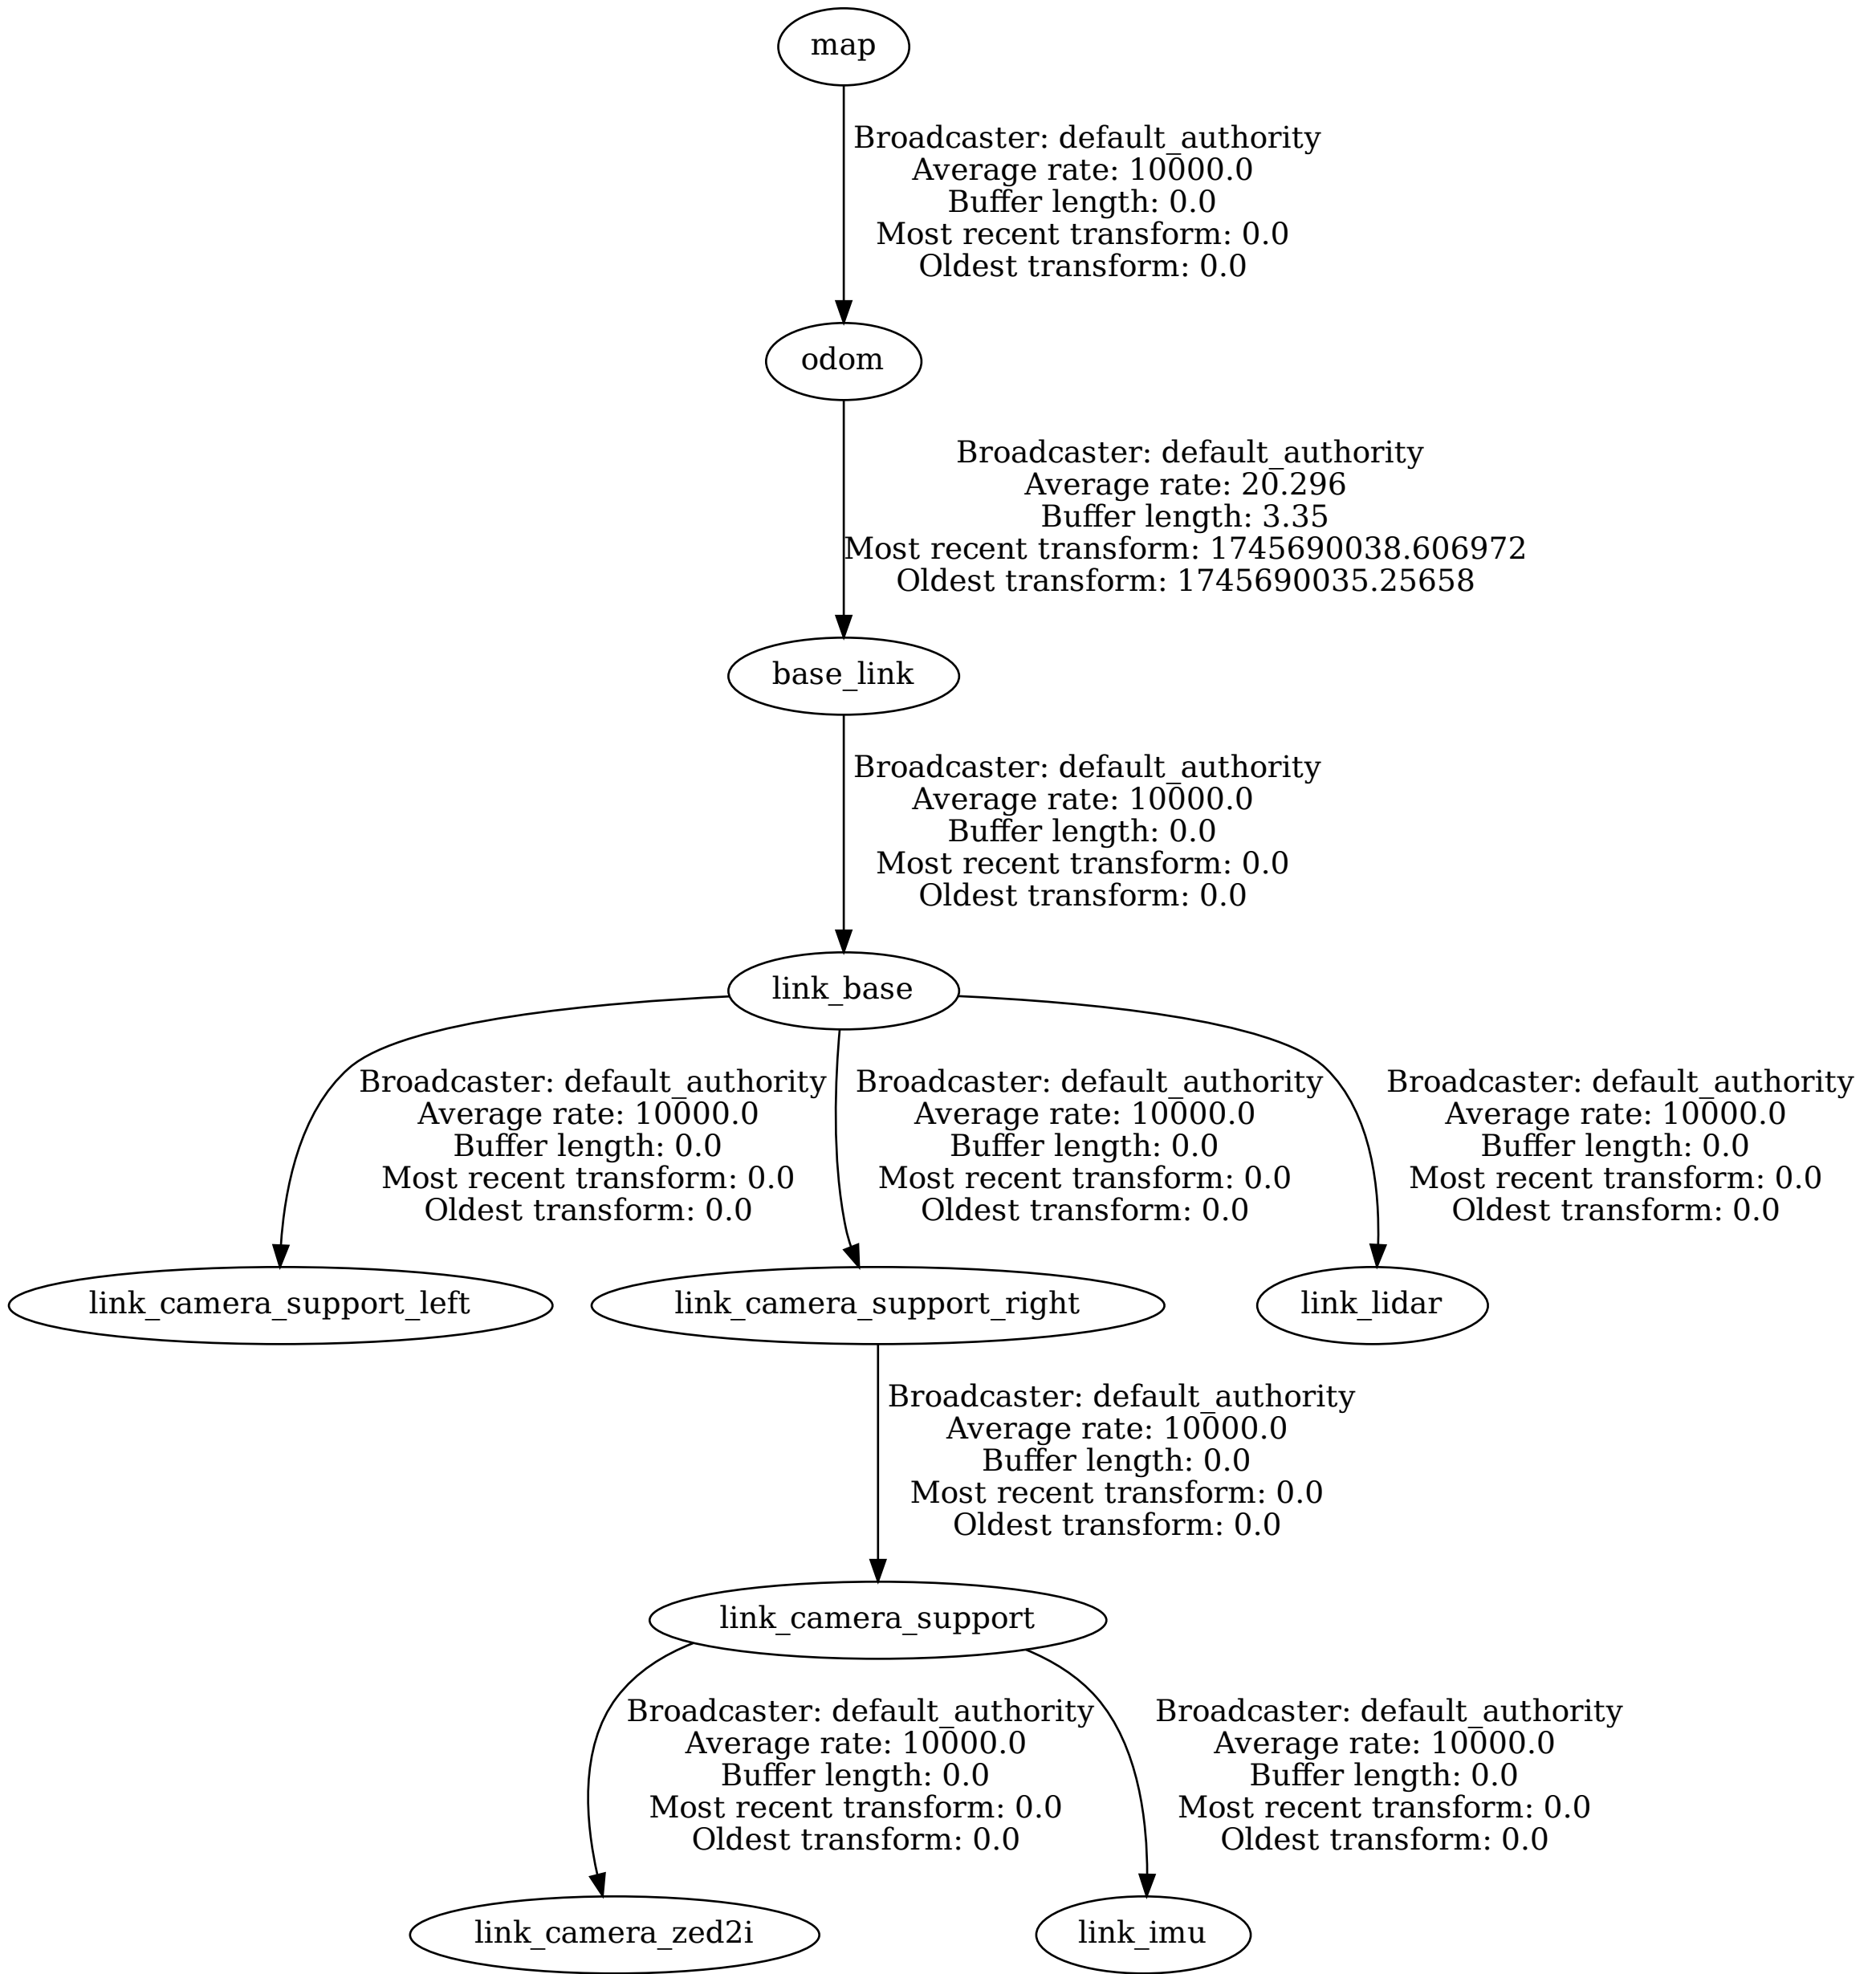 map
Broadcaster: default_authority
Average rate: 10000.0
Buffer length: 0.0
Most recent transform: 0.0
Oldest transform: 0.0
odom
Broadcaster: default_authority
Average rate: 20.296
Buffer length: 3.35
Most recent transform: 1745690038.606972
Oldest transform: 1745690035.25658
base_link
Broadcaster: default_authority
Average rate: 10000.0
Buffer length: 0.0
Most recent transform: 0.0
Oldest transform: 0.0
link_base
Broadcaster: default_authority
Average rate: 10000.0
Buffer length: 0.0
Most recent transform: 0.0
Oldest transform: 0.0
Broadcaster: default_authority
Average rate: 10000.0
Buffer length: 0.0
Most recent transform: 0.0
Oldest transform: 0.0
Broadcaster: default_authority
Average rate: 10000.0
Buffer length: 0.0
Most recent transform: 0.0
Oldest transform: 0.0
link_camera_support_left
link_camera_support_right
link_lidar
Broadcaster: default_authority
Average rate: 10000.0
Buffer length: 0.0
Most recent transform: 0.0
Oldest transform: 0.0
link_camera_support
Broadcaster: default_authority
Average rate: 10000.0
Buffer length: 0.0
Most recent transform: 0.0
Oldest transform: 0.0
Broadcaster: default_authority
Average rate: 10000.0
Buffer length: 0.0
Most recent transform: 0.0
Oldest transform: 0.0
link_camera_zed2i
link_imu